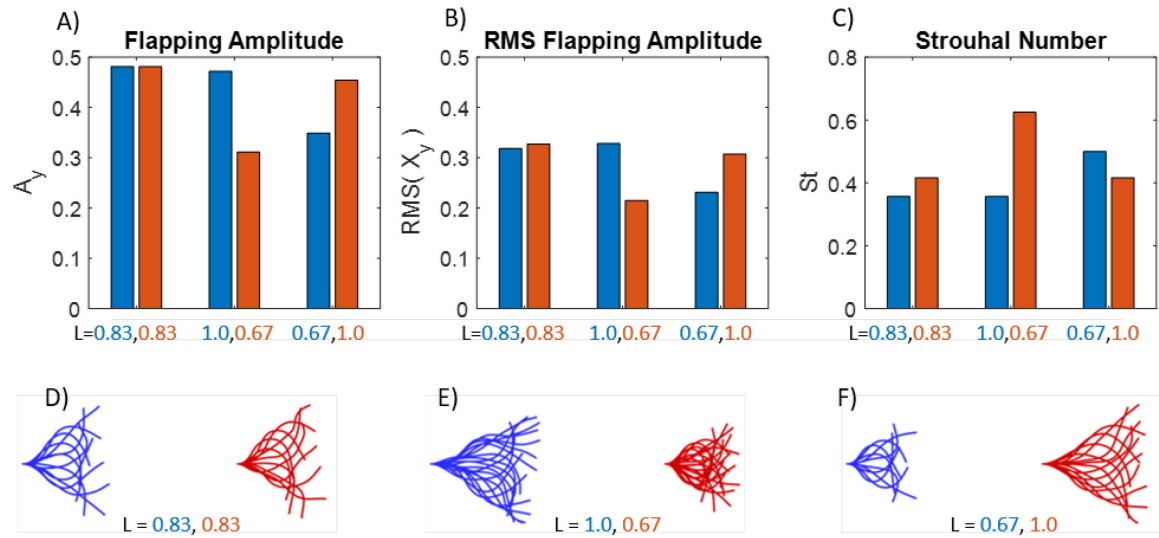 A)
Flapping Amplitude
0.5
0.4
0.3
0.2
0.1
0
A_y
L=0.83,0.83 1.0,0.67 0.67,1.0
B)
RMS Flapping Amplitude
0.5
0.4
0.3
0.2
0.1
0
RMS( X_y )
L=0.83,0.83 1.0,0.67 0.67,1.0
C)
Strouhal Number
0.8
0.6
0.4
0.2
0
St
L=0.83,0.83 1.0,0.67 0.67,1.0
D)
L = 0.83, 0.83
E)
L = 1.0, 0.67
F)
L = 0.67, 1.0